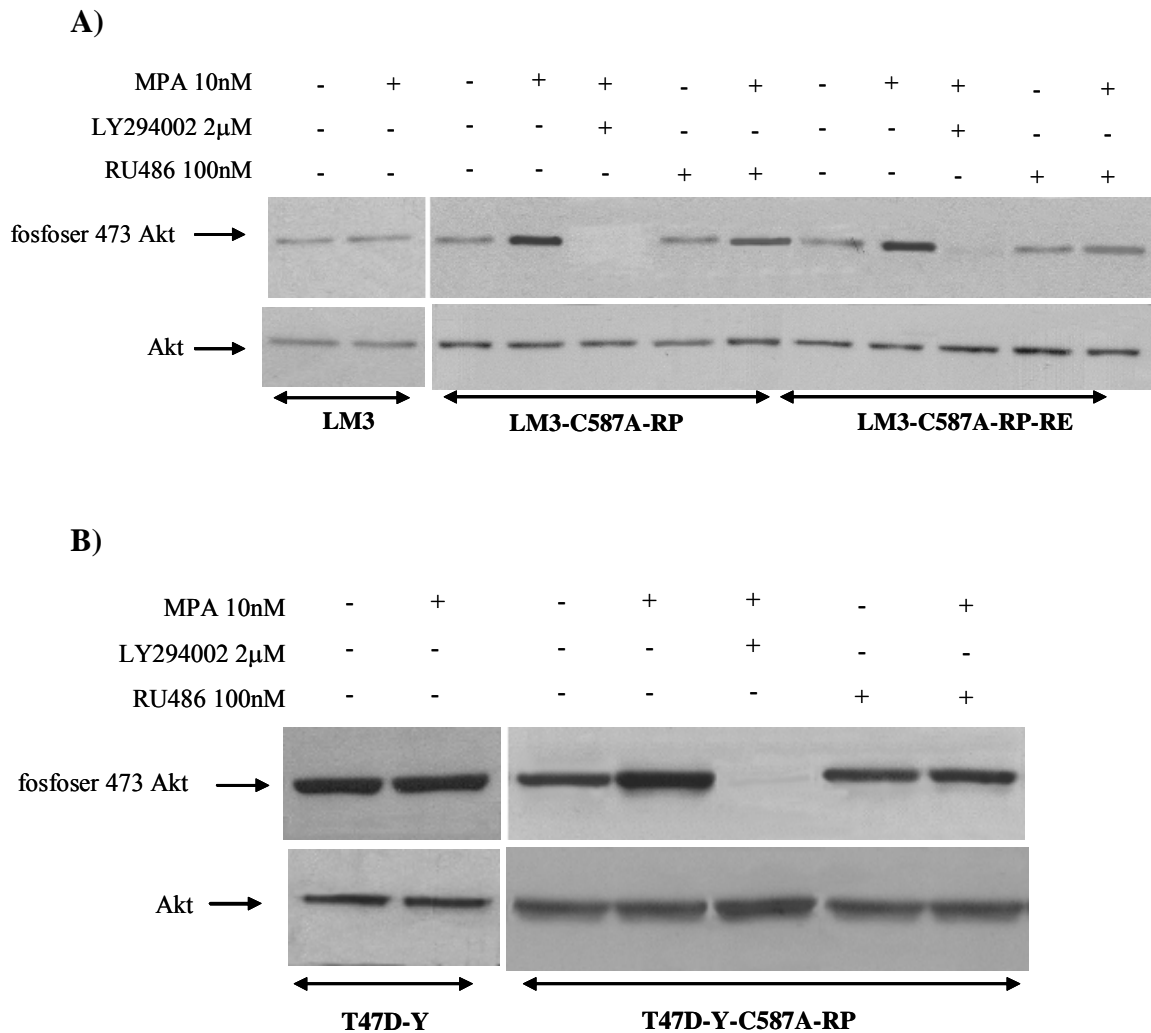 A)
MPA 10nM - + - + + - + - + + - +
LY294002 2μM - - - - + - - - - + - -
RU486 100nM - - - - - + + - - - + +
fosfoser 473 Akt
Akt
LM3 LM3-C587A-RP LM3-C587A-RP-RE
B)
MPA 10nM - + - + + - +
LY294002 2μM - - - - + - -
RU486 100nM - - - - - + +
fosfoser 473 Akt
Akt
T47D-Y T47D-Y-C587A-RP